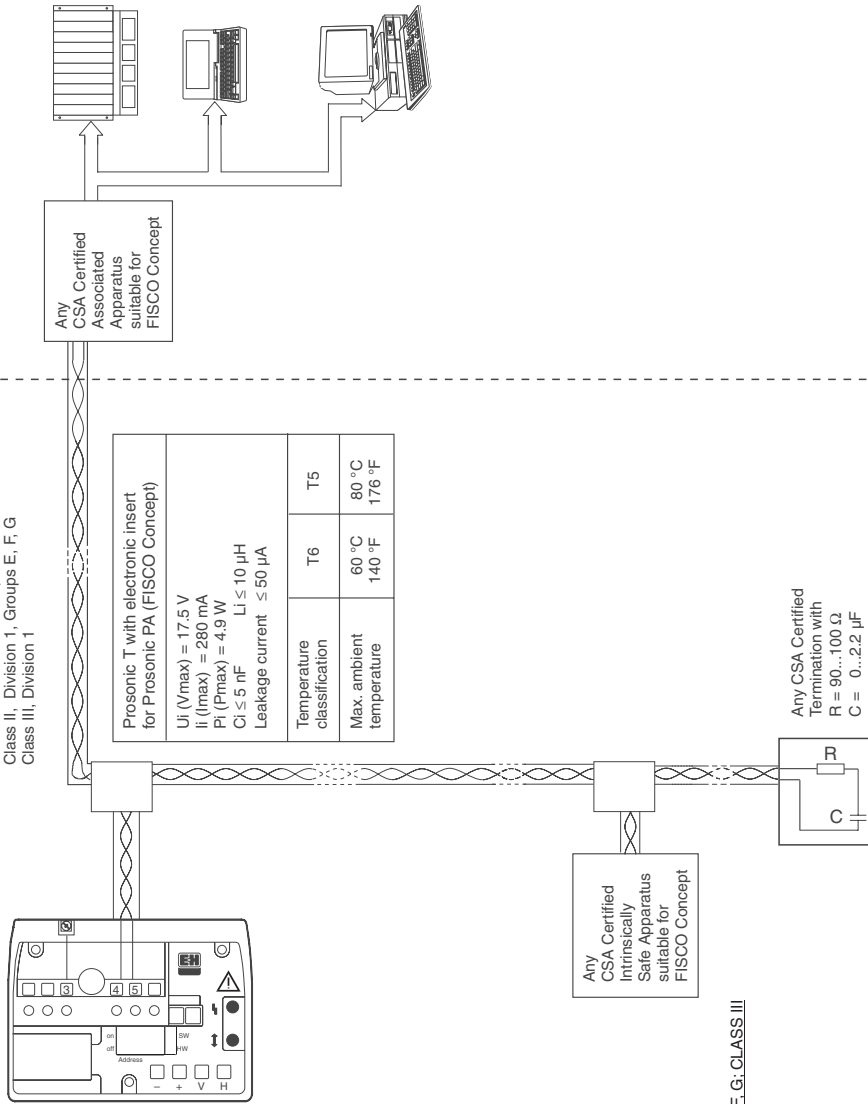 Class II, Division 1, Groups E, F, G
Class III, Division 1
Any
CSA Certified
Associated
Apparatus
suitable for
FISCO Concept
Prosonic T with electronic insert
for Prosonic PA (FISCO Concept)
Ui (Vmax) = 17.5 V
Ii (Imax) = 280 mA
Pi (Pmax) = 4.9 W
Ci ≤ 5 nF Li ≤ 10 µH
Leakage current ≤ 50 µA
Temperature
classification
T6
T5
Max. ambient
temperature
60 °C
140 °F
80 °C
176 °F
3
4
5
E+H
on
off
SW
HW
Address
–
+
V
H
Any
CSA Certified
Intrinsically
Safe Apparatus
suitable for
FISCO Concept
Any CSA Certified
Termination with
R = 90...100 Ω
C = 0...2.2 µF
R
C
F, G; CLASS III